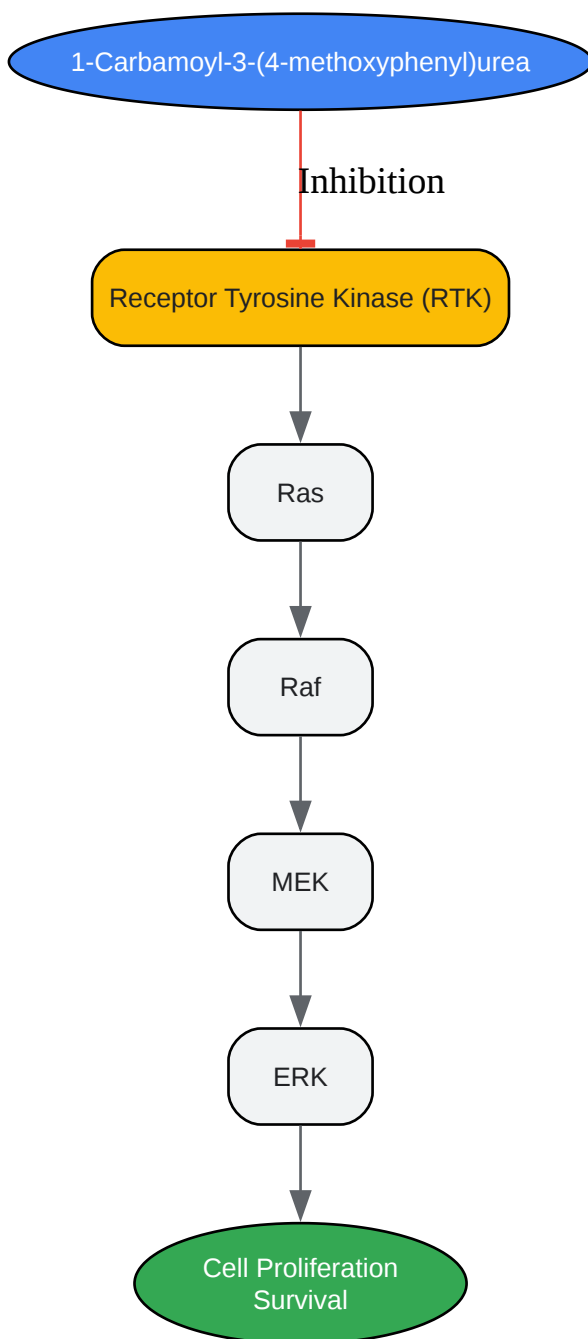 1-Carbamoyl-3-(4-methoxyphenyl)urea
Inhibition
Receptor Tyrosine Kinase (RTK)
Ras
Raf
MEK
ERK
Cell Proliferation
Survival